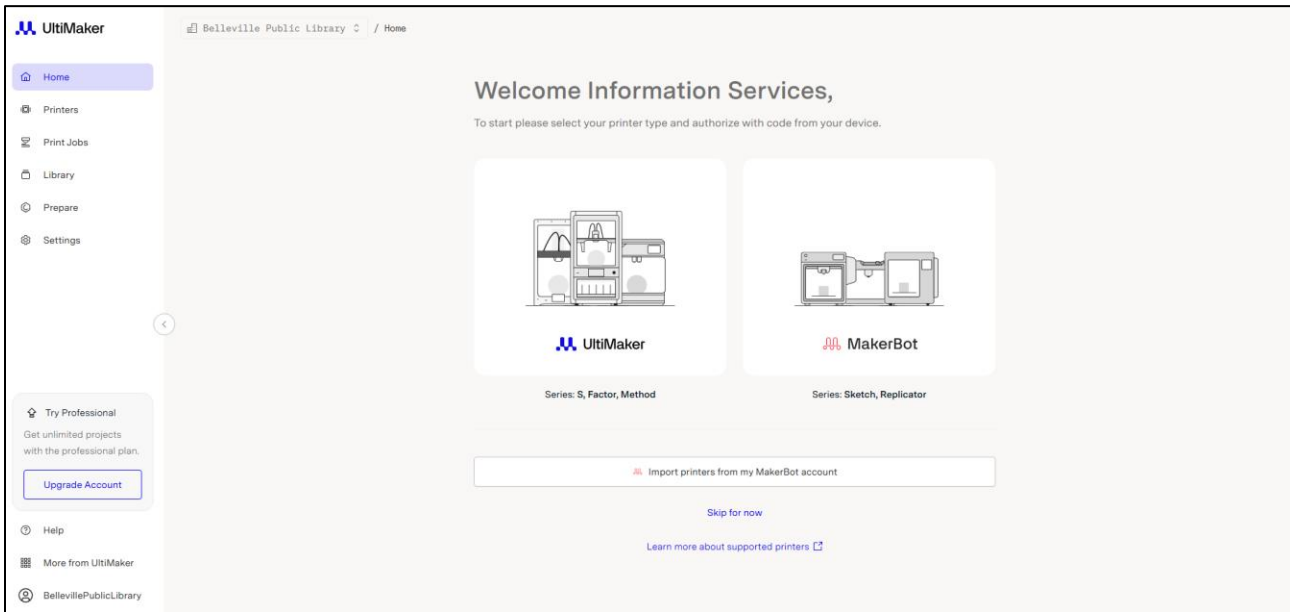 UltiMaker
Belleville Public Library / Home
Home
Printers
Print Jobs
Library
Prepare
Settings
Try Professional
Get unlimited projects
with the professional plan.
Upgrade Account
Help
More from UltiMaker
BellevillePublicLibrary
Welcome Information Services,
To start please select your printer type and authorize with code from your device.
UltiMaker
Series: S, Factor, Method
MakerBot
Series: Sketch, Replicator
Import printers from my MakerBot account
Skip for now
Learn more about supported printers